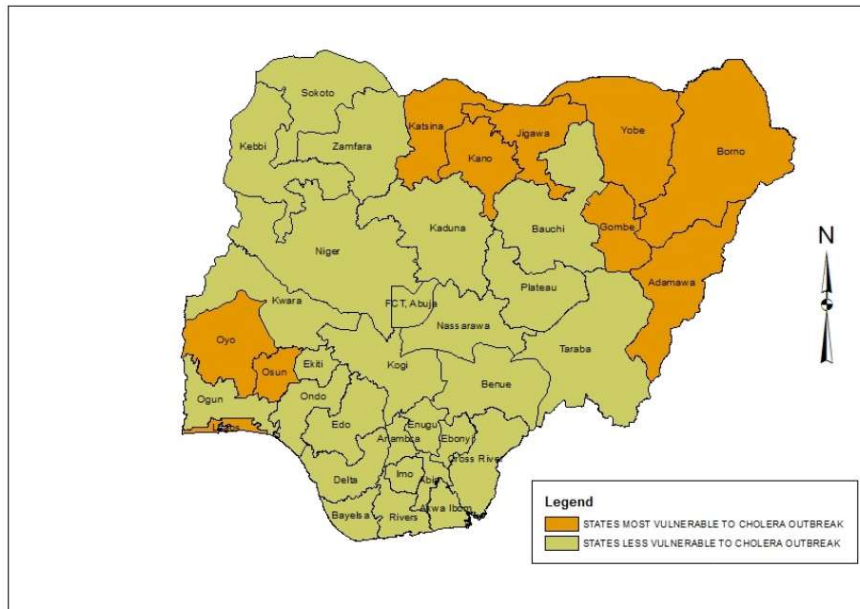 Sokoto
Kebbi
Zamfara
Katsina
Kano
Jigawa
Yobe
Borno
Gombe
Bauchi
Kaduna
Niger
Adamawa
Plateau
FCT, Abuja
Kwara
Nassarawa
Taraba
Oyo
Osun
Ekiti
Kogi
Benue
Ogun
Ondo
Edo
Enugu
Ebonyi
Anambra
Cross River
Lagos
Imo
Abia
Delta
Bayelsa
Rivers
Akwa Ibom
N
Legend
STATES MOST VULNERABLE TO CHOLERA OUTBREAK
STATES LESS VULNERABLE TO CHOLERA OUTBREAK